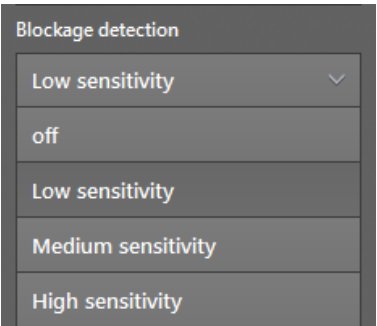 Blockage detection
Low sensitivity
off
Low sensitivity
Medium sensitivity
High sensitivity